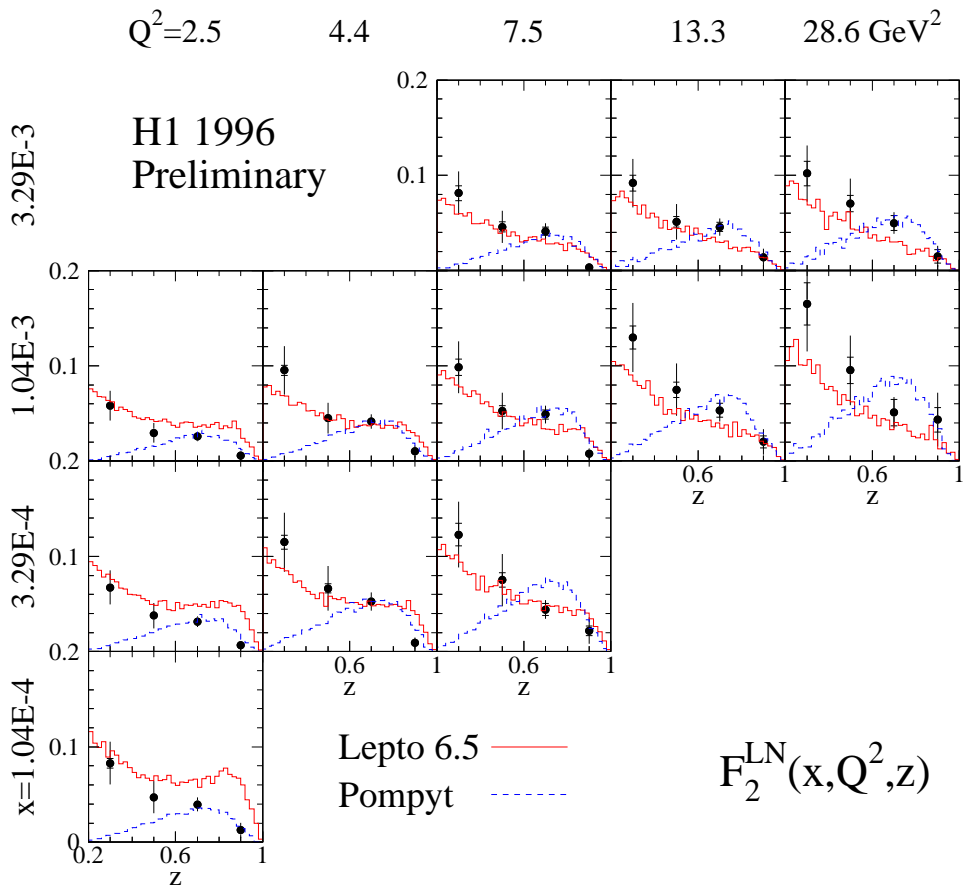 Q²=2.5 4.4 7.5 13.3 28.6 GeV²
0.2
H1 1996
Preliminary
3.29E-3
0.1
0.2
1.04E-3
0.1
0.2
0.6 1 0.6 1
z z
3.29E-4
0.1
0.2
0.6 1 0.6 1
z z
x=1.04E-4
0.1
0
0.2 0.6 1
z
Lepto 6.5
Pompyt
F₂ᴸᴺ(x,Q²,z)